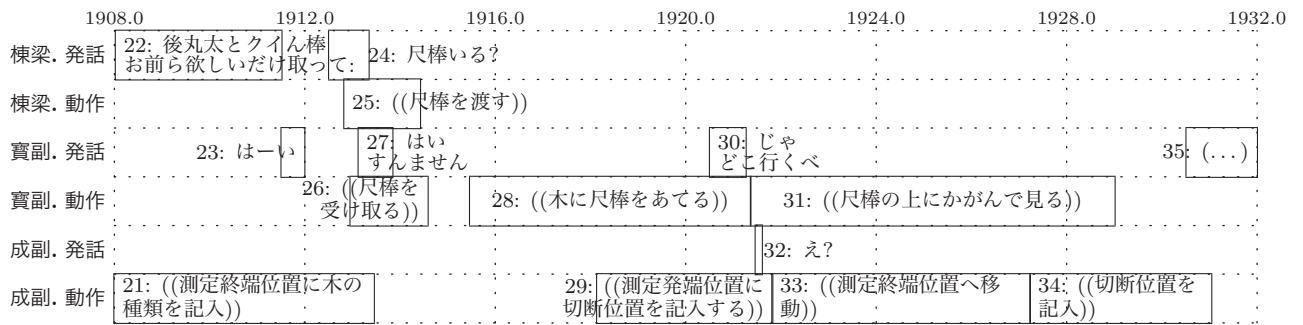 1908.0 1912.0 1916.0 1920.0 1924.0 1928.0 1932.0
棟梁. 発話
22: 後丸太とクイん棒
お前ら欲しいだけ取って:
24: 尺棒いる?
棟梁. 動作
25: ((尺棒を渡す))
寳副. 発話
23: はーい
27: はい
すんません
30: じゃ
どこ行くべ
35: (...)
寳副. 動作
26: ((尺棒を
受け取る))
28: ((木に尺棒をあてる))
31: ((尺棒の上にかがんで見る))
成副. 発話
32: え?
成副. 動作
21: ((測定終端位置に木の
種類を記入))
29: ((測定発端位置に
切断位置を記入する))
33: ((測定終端位置へ移
動))
34: ((切断位置を
記入))